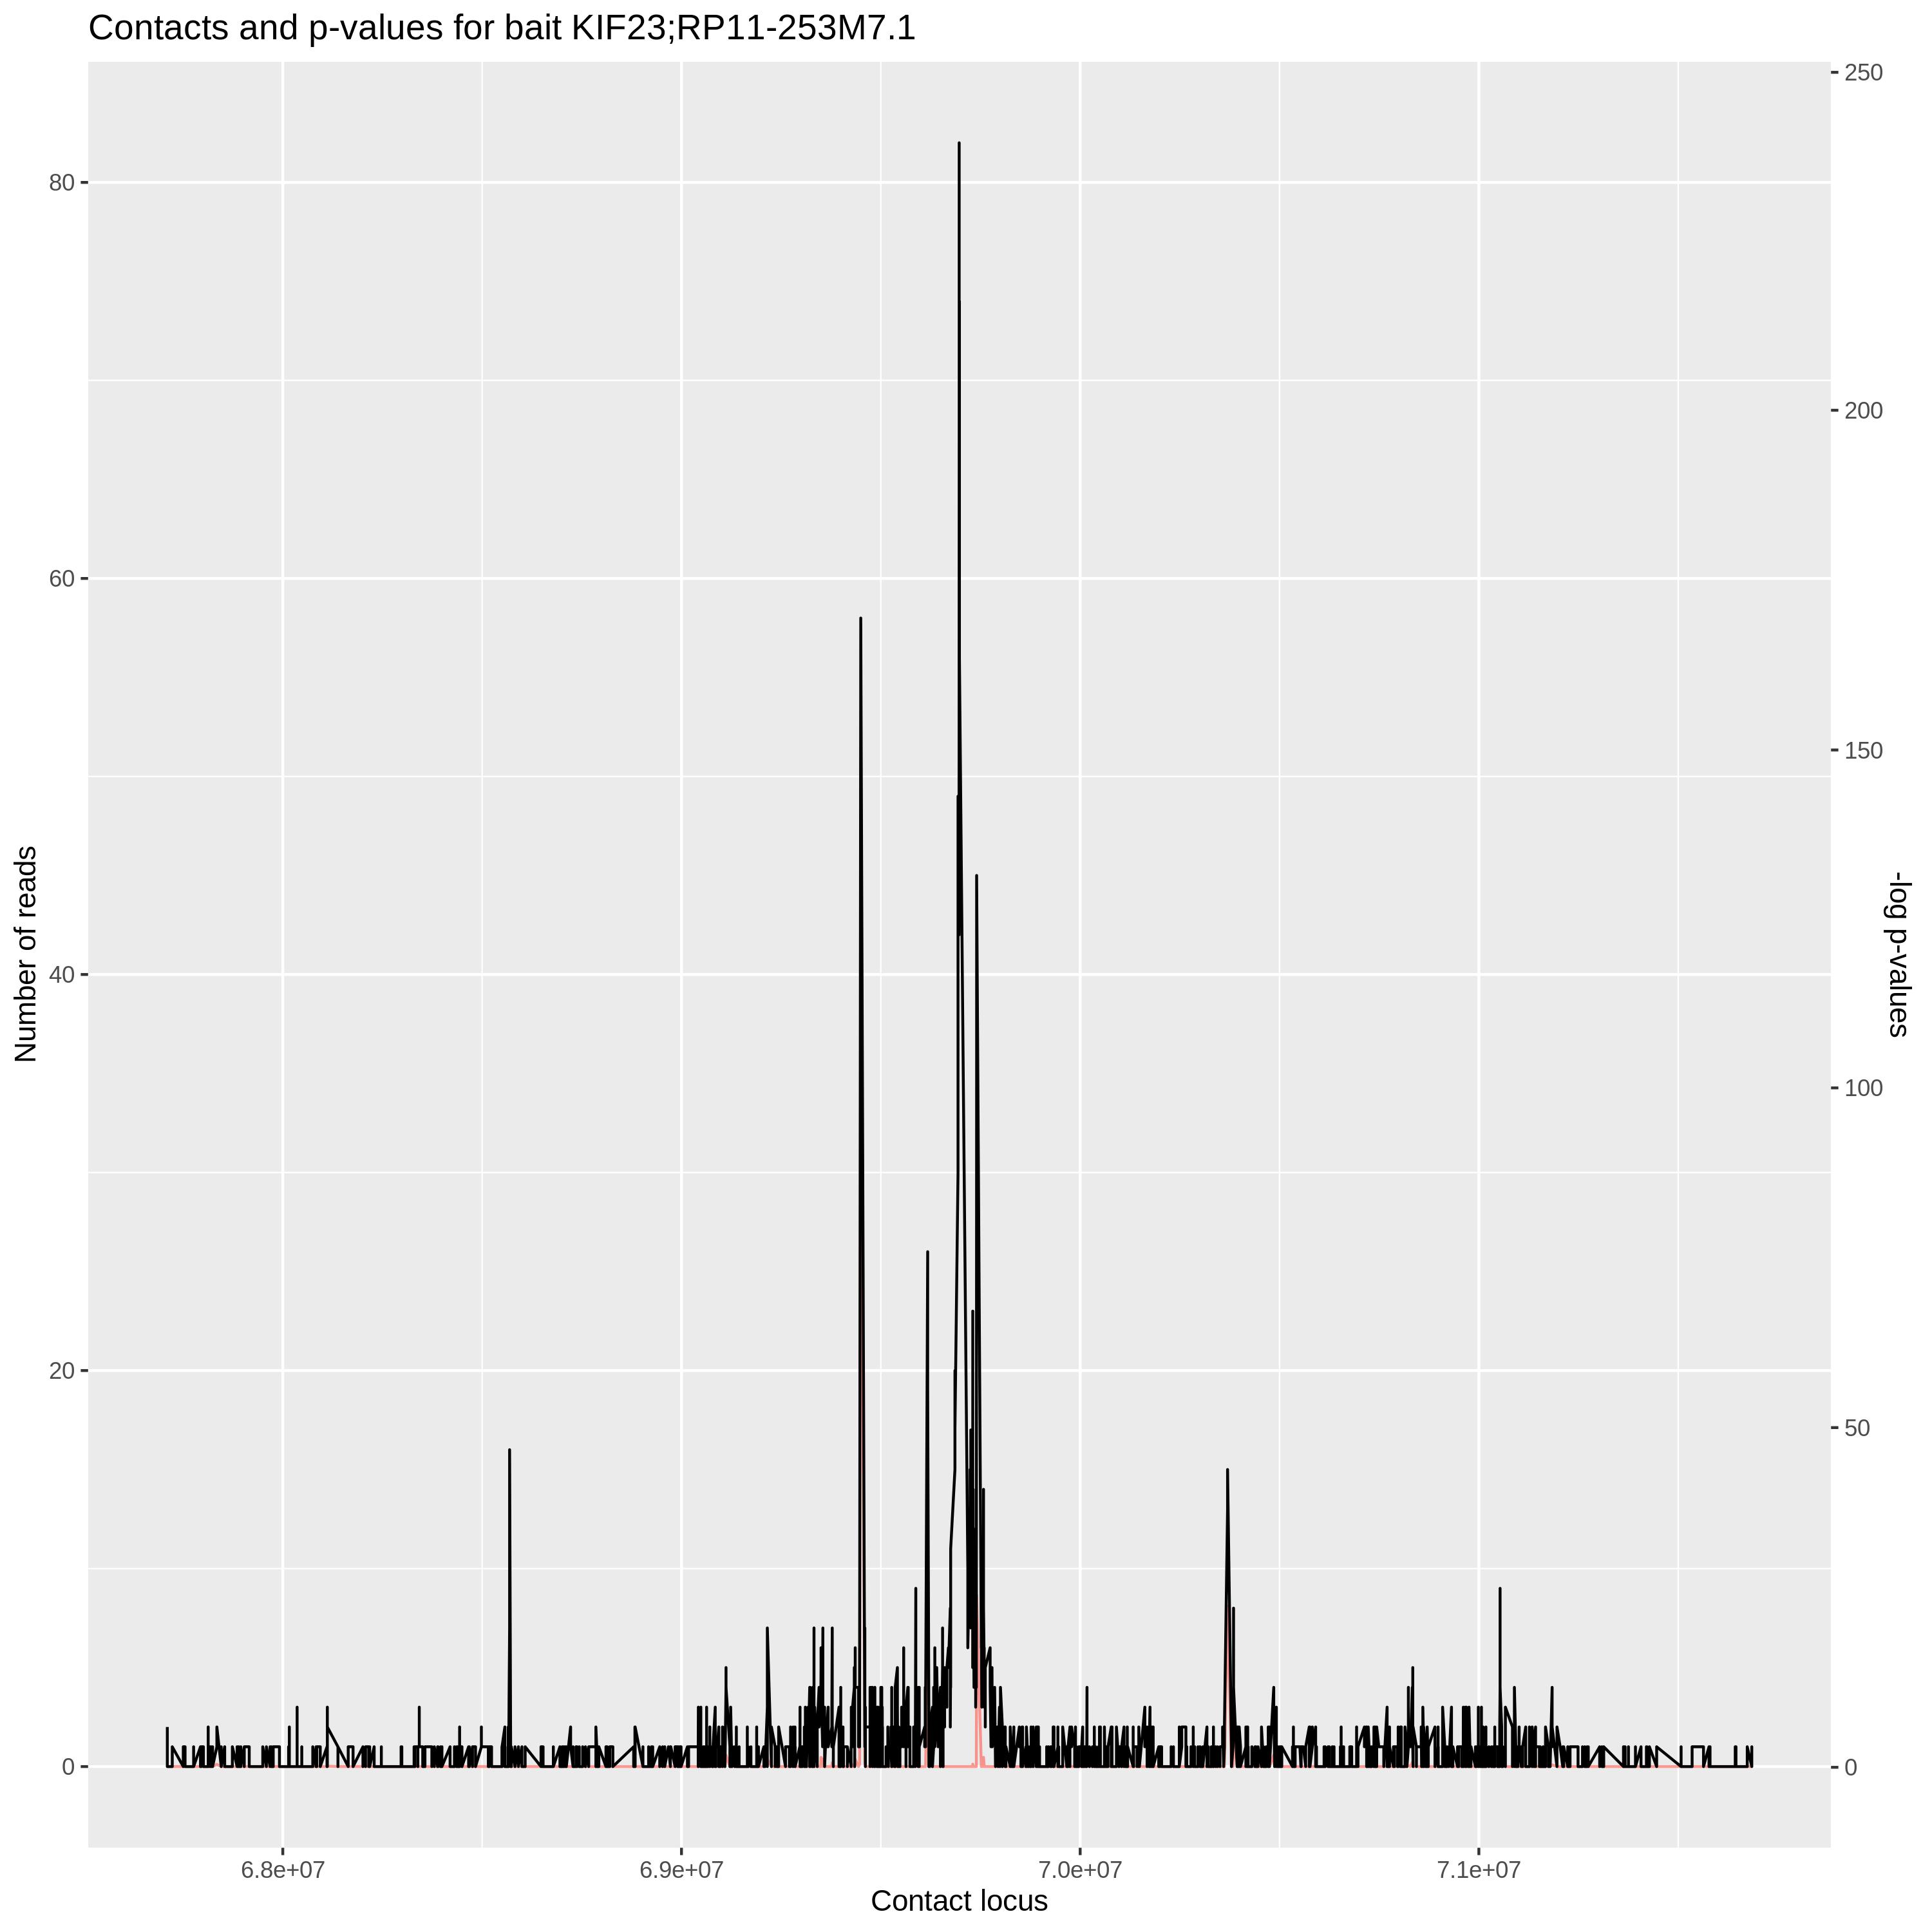 Contacts and p-values for bait KIF23;RP11-253M7.1
Number of reads
80
60
40
20
0
250
200
150
100
50
0
-log p-values
6.8e+07
6.9e+07
7.0e+07
7.1e+07
Contact locus